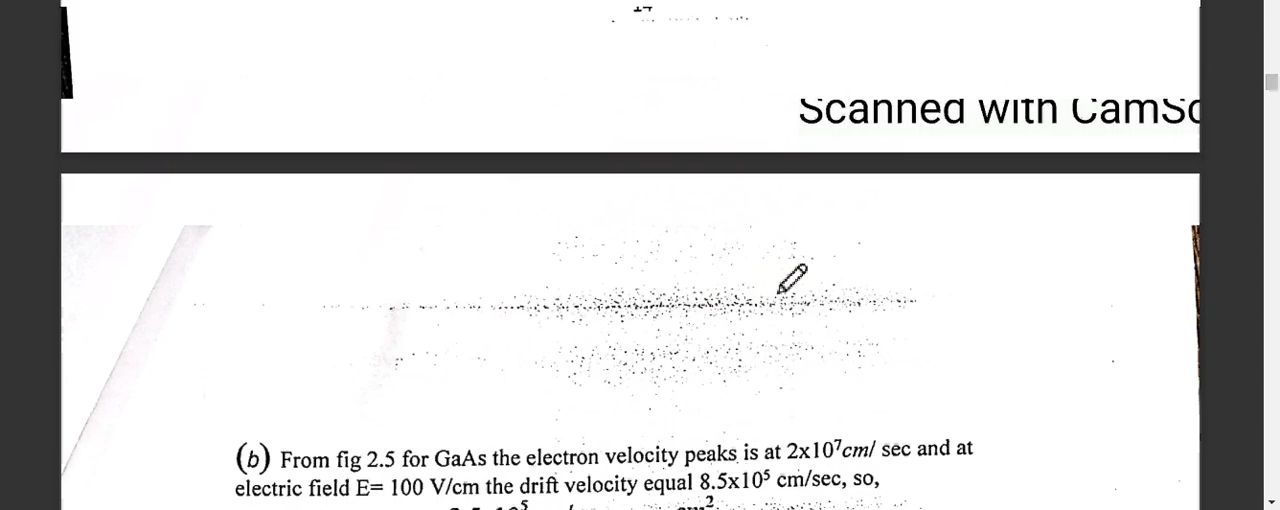 Scanned with CamSc
(b) From fig 2.5 for GaAs the electron velocity peaks is at 2x10⁷cm/ sec and at
electric field E= 100 V/cm the drift velocity equal 8.5x10⁵ cm/sec, so,